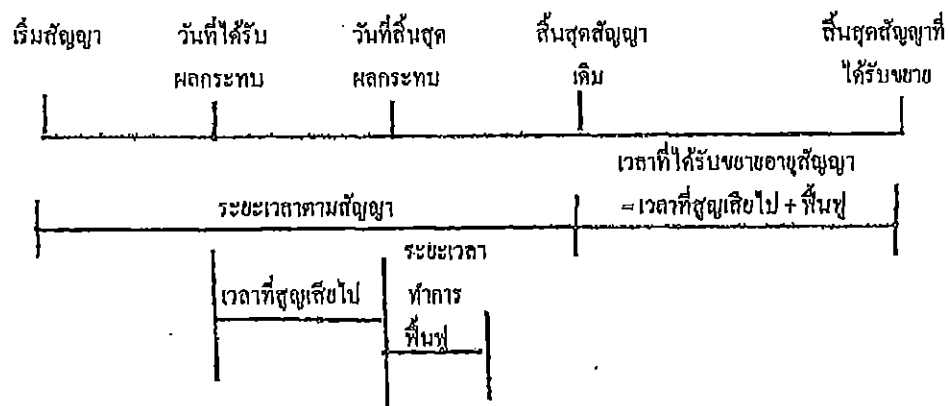 เริ่มสัญญา วันที่ได้รับ วันที่สิ้นสุด สิ้นสุดสัญญา สิ้นสุดสัญญาที่
ผลกระทบ ผลกระทบ เดิม ได้รับขยาย
เวลาที่ได้รับขยายอายุสัญญา
ระยะเวลาตามสัญญา =เวลาที่สูญเสียไป + ฟื้นฟู
ระยะเวลา
เวลาที่สูญเสียไป ทำการ
ฟื้นฟู